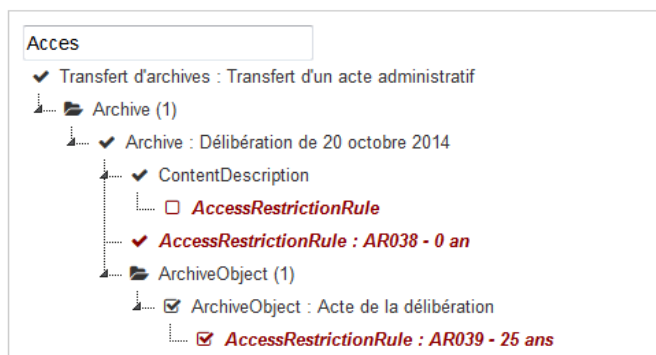 Acces
Transfert d'archives : Transfert d'un acte administratif
Archive (1)
Archive : Délibération de 20 octobre 2014
ContentDescription
AccessRestrictionRule
AccessRestrictionRule : AR038 - 0 an
ArchiveObject (1)
ArchiveObject : Acte de la délibération
AccessRestrictionRule : AR039 - 25 ans